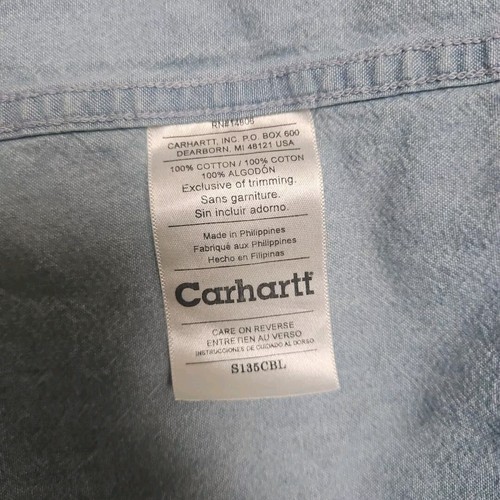 RN#14806
CARHARTT, INC. P.O. BOX 600
DEARBORN, MI 48121 USA
100% COTTON / 100% COTON
100% ALGODÓN
Exclusive of trimming.
Sans garniture.
Sin incluir adorno.
Made in Philippines
Fabriqué aux Philippines
Hecho en Filipinas
Carhartt
CARE ON REVERSE
ENTRETIEN AU VERSO
INSTRUCCIONES DE CUIDADO AL DORSO
S135CBL